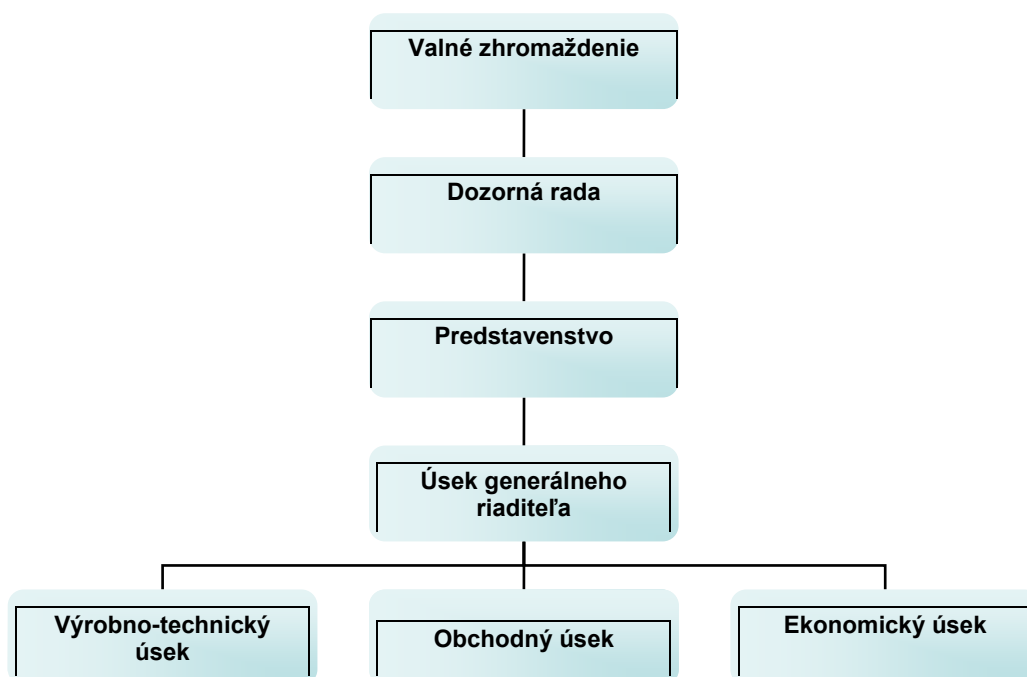 Valné zhromaždenie
Dozorná rada
Predstavenstvo
Úsek generálneho
riaditeľa
Výrobno-technický
úsek
Obchodný úsek
Ekonomický úsek